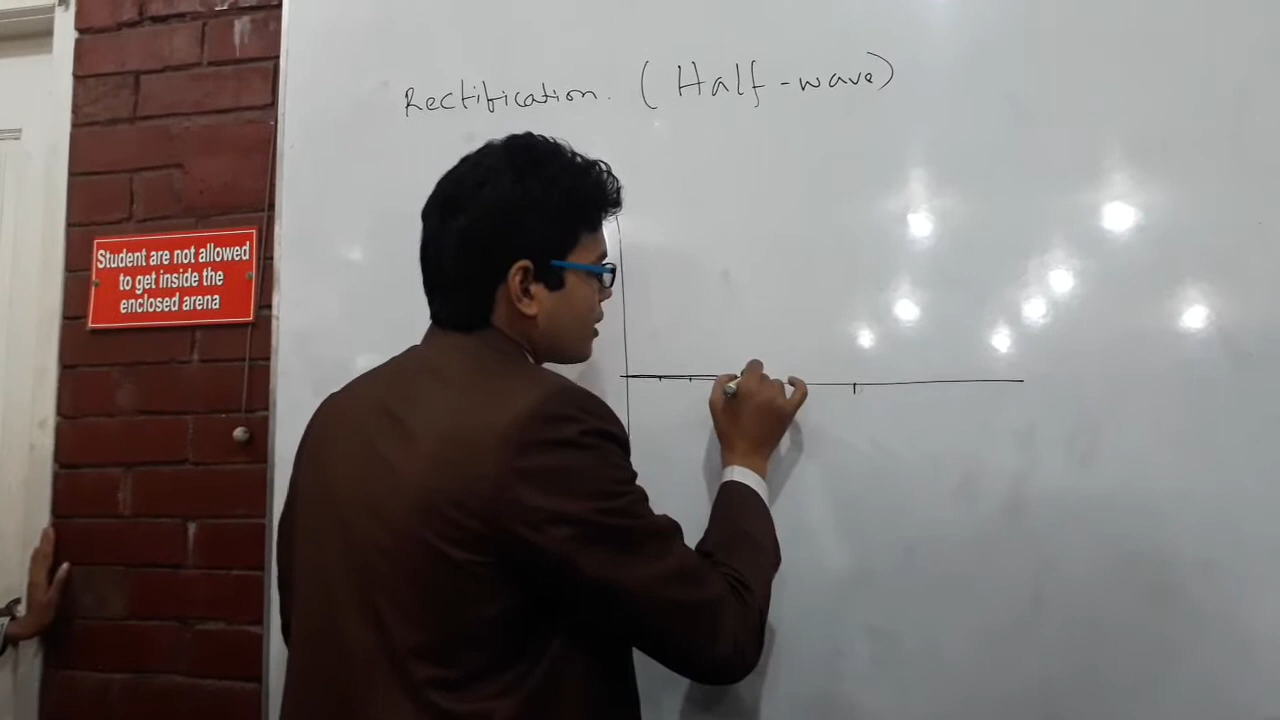 Rectification. (Half-wave)
Student are not allowed
to get inside the
enclosed arena